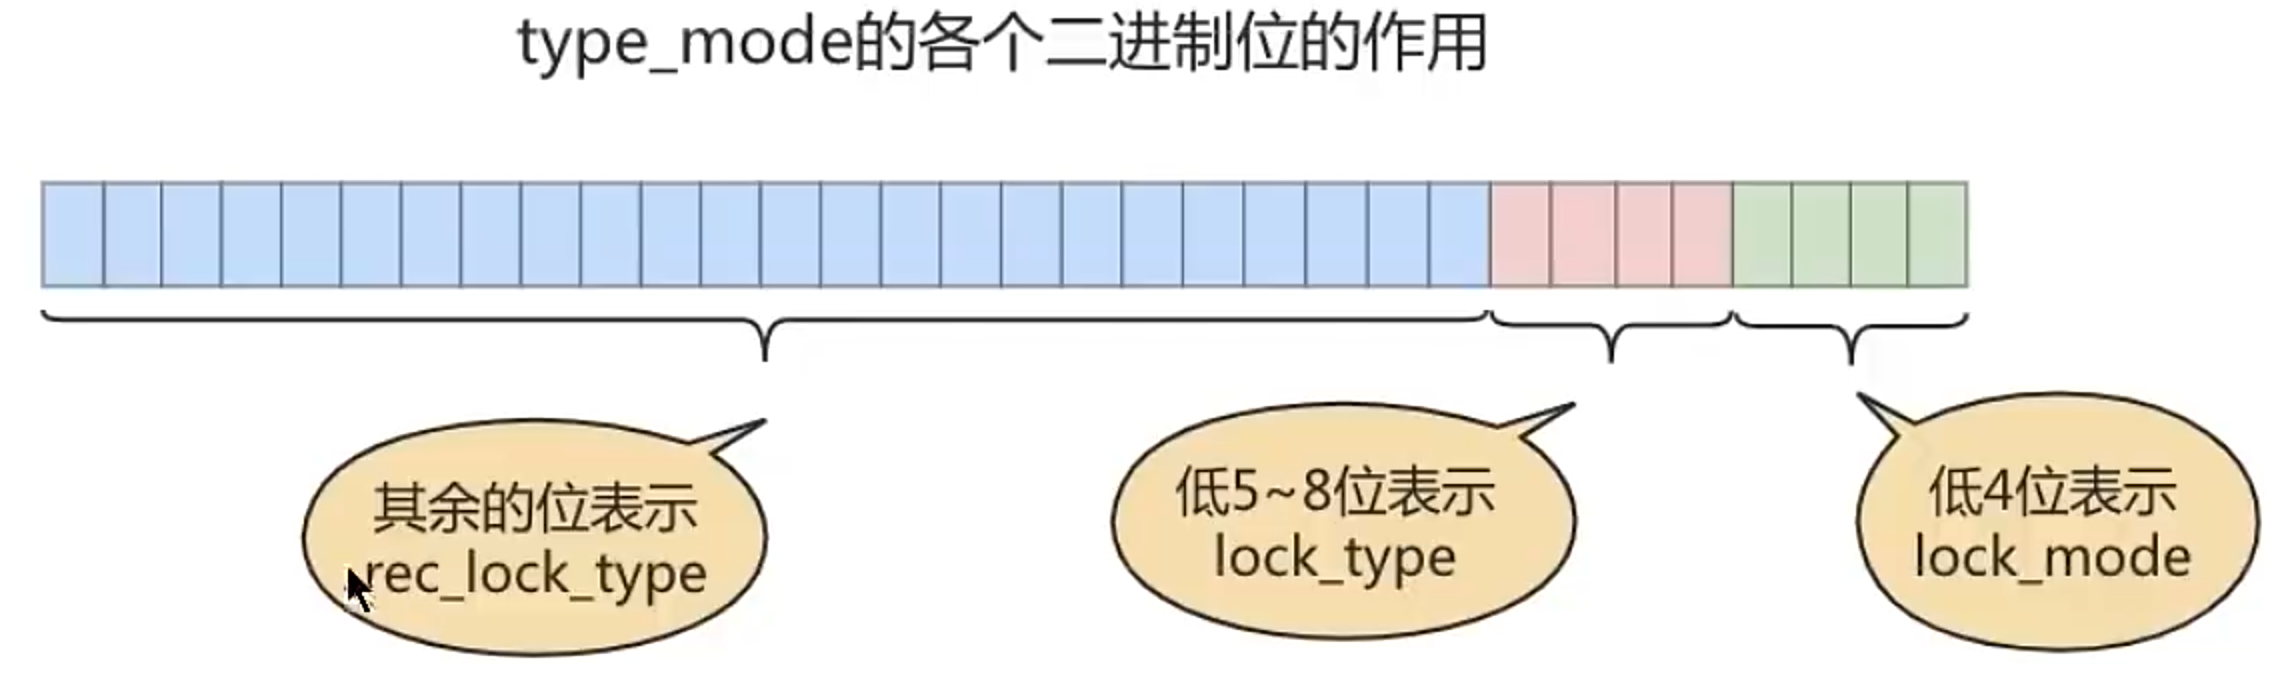 type_mode的各个二进制位的作用
其余的位表示
rec_lock_type
低5~8位表示
lock_type
低4位表示
lock_mode